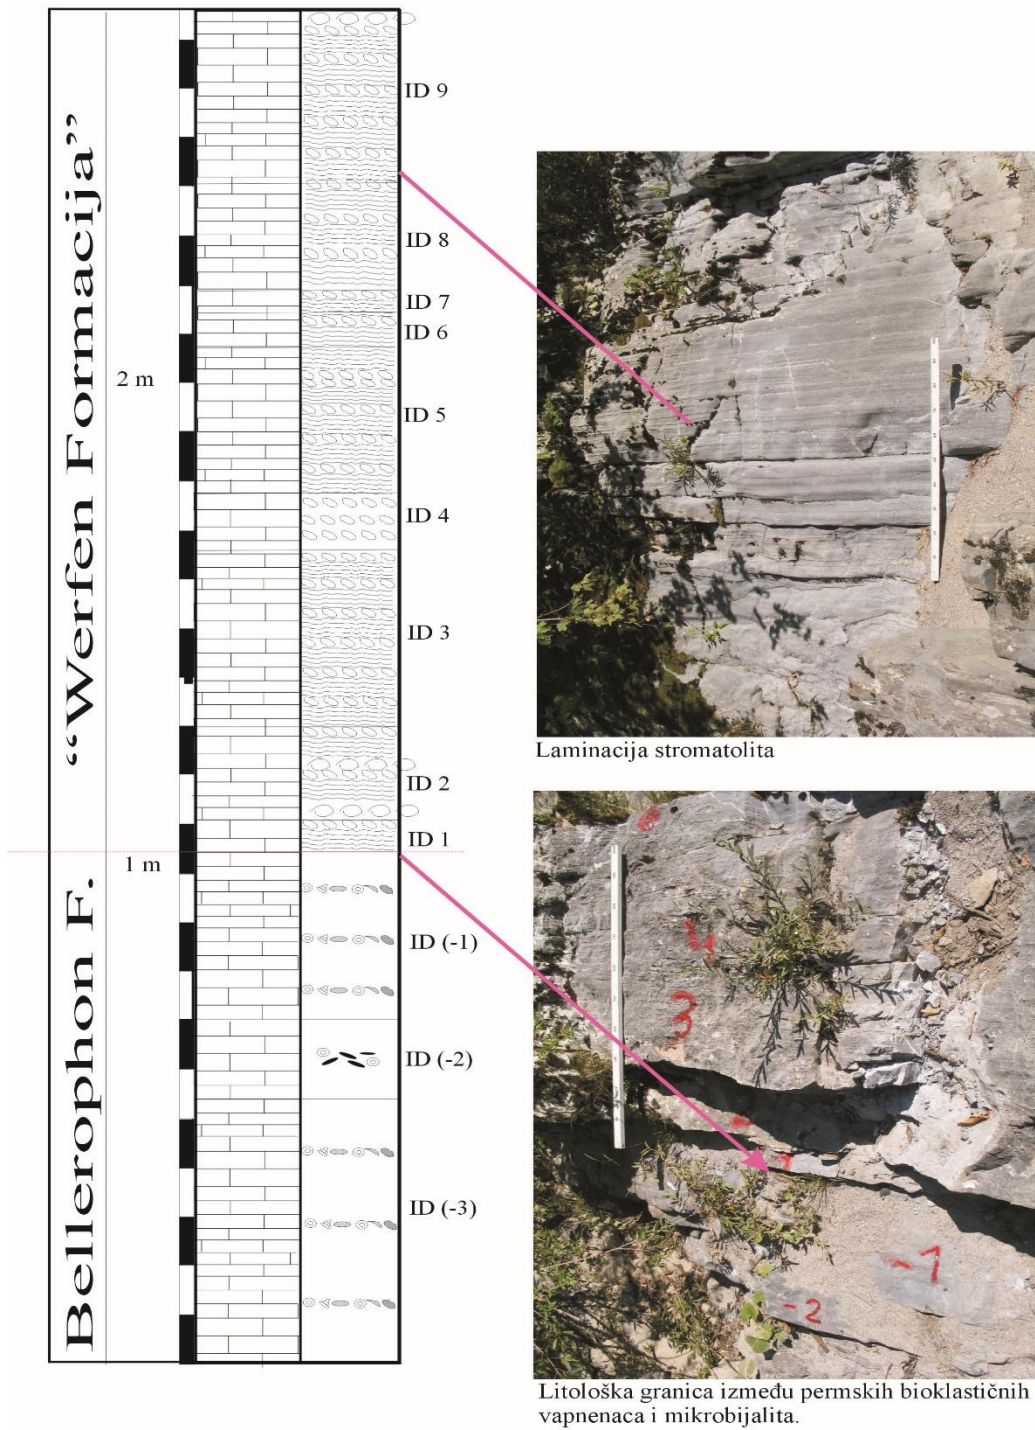 “Werfen Formacija”
Bellerophon F.
2 m
1 m
ID 9
ID 8
ID 7
ID 6
ID 5
ID 4
ID 3
ID 2
ID 1
ID (-1)
ID (-2)
ID (-3)
Laminacija stromatolita
4
3
-1
-2
Litološka granica između permskih bioklastičnih
vapnenaca i mikrobijalita.